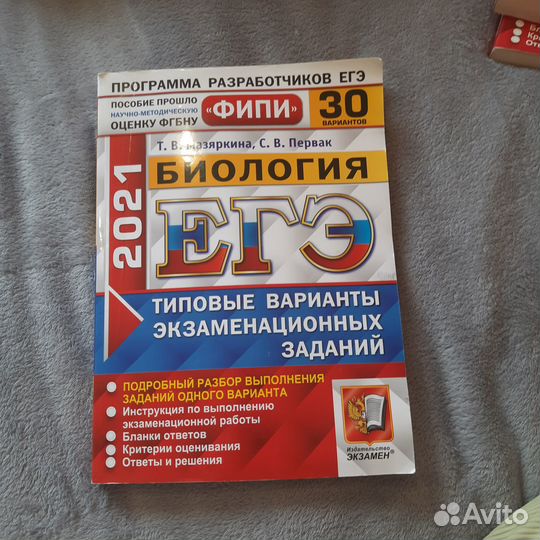 ПРОГРАММА РАЗРАБОТЧИКОВ ЕГЭ
ПОСОБИЕ ПРОШЛО
НАУЧНО-МЕТОДИЧЕСКУЮ
ОЦЕНКУ ФГБНУ
«ФИПИ»
30
ВАРИАНТОВ
Т. В. Мазяркина, С. В. Первак
2021
БИОЛОГИЯ
ЕГЭ
ТИПОВЫЕ ВАРИАНТЫ
ЭКЗАМЕНАЦИОННЫХ
ЗАДАНИЙ
• ПОДРОБНЫЙ РАЗБОР ВЫПОЛНЕНИЯ
ЗАДАНИЙ ОДНОГО ВАРИАНТА
• Инструкция по выполнению
экзаменационной работы
• Бланки ответов
• Критерии оценивания
• Ответы и решения
Издательство
ЭКЗАМЕН®
Avito